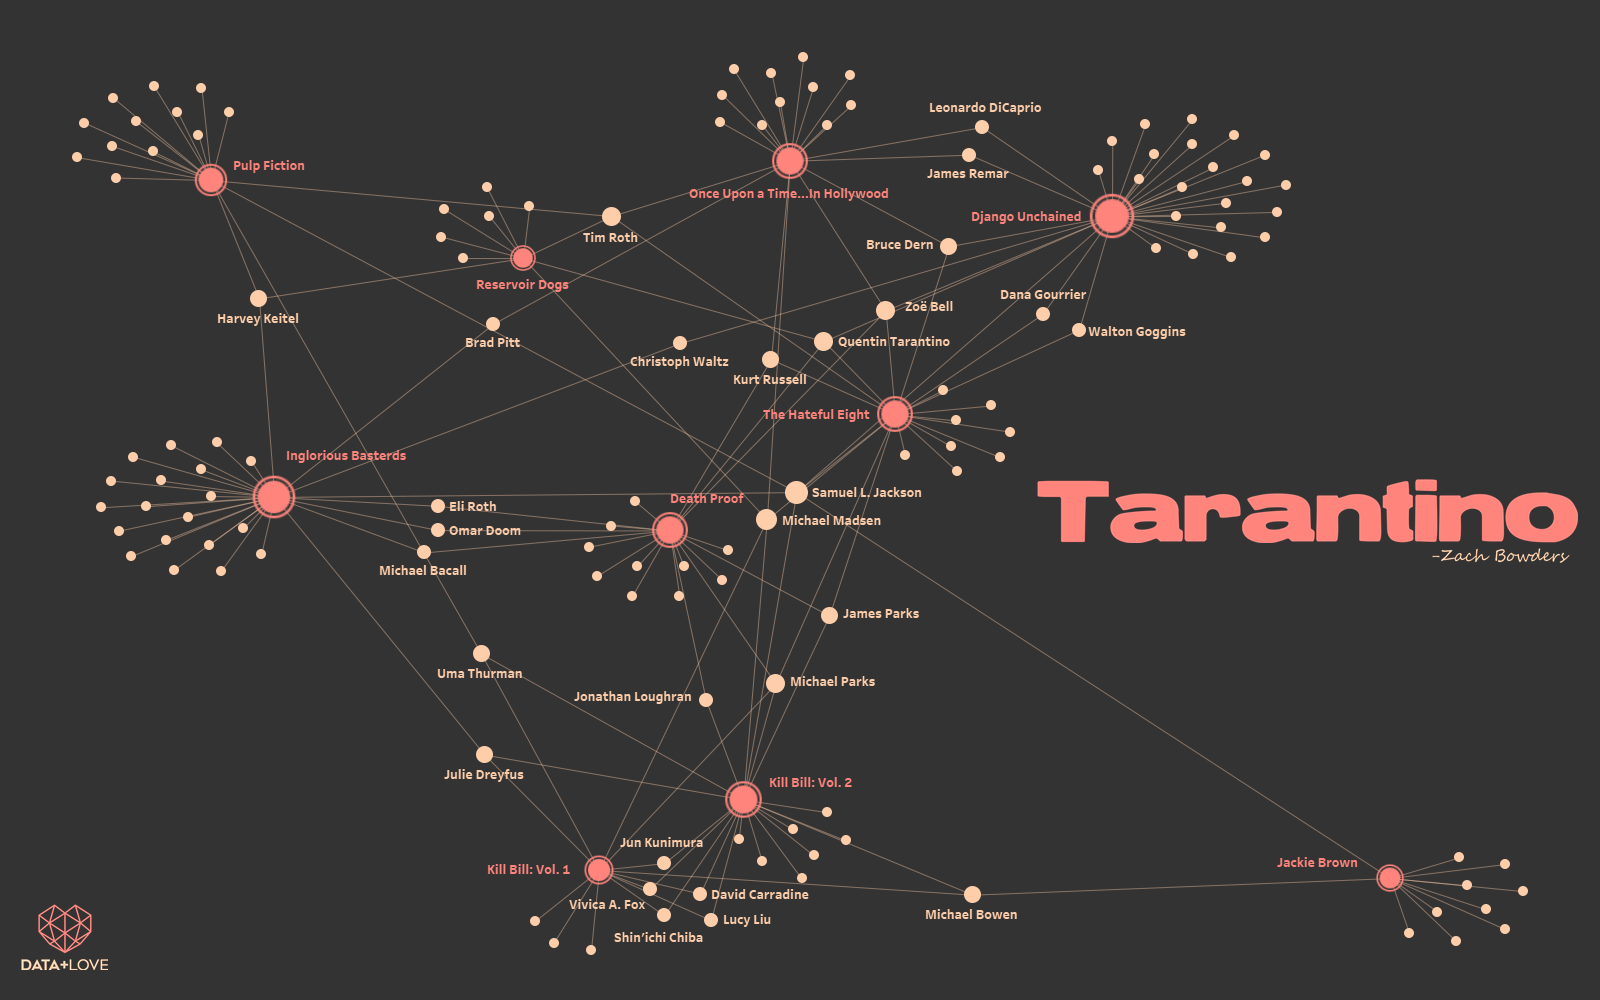 Leonardo DiCaprio
Pulp Fiction
James Remar
Once Upon a Time...In Hollywood
Django Unchained
Tim Roth
Bruce Dern
Reservoir Dogs
Dana Gourrier
Zoë Bell
Harvey Keitel
Walton Goggins
Brad Pitt
Quentin Tarantino
Christoph Waltz
Kurt Russell
The Hateful Eight
Inglorious Basterds
Samuel L. Jackson
Death Proof
Eli Roth
Michael Madsen
Tarantino
Omar Doom
-Zach Bowders
Michael Bacall
James Parks
Uma Thurman
Michael Parks
Jonathan Loughran
Julie Dreyfus
Kill Bill: Vol. 2
Jun Kunimura
Jackie Brown
Kill Bill: Vol. 1
David Carradine
Vivica A. Fox
Michael Bowen
Lucy Liu
Shin'ichi Chiba
DATA+LOVE